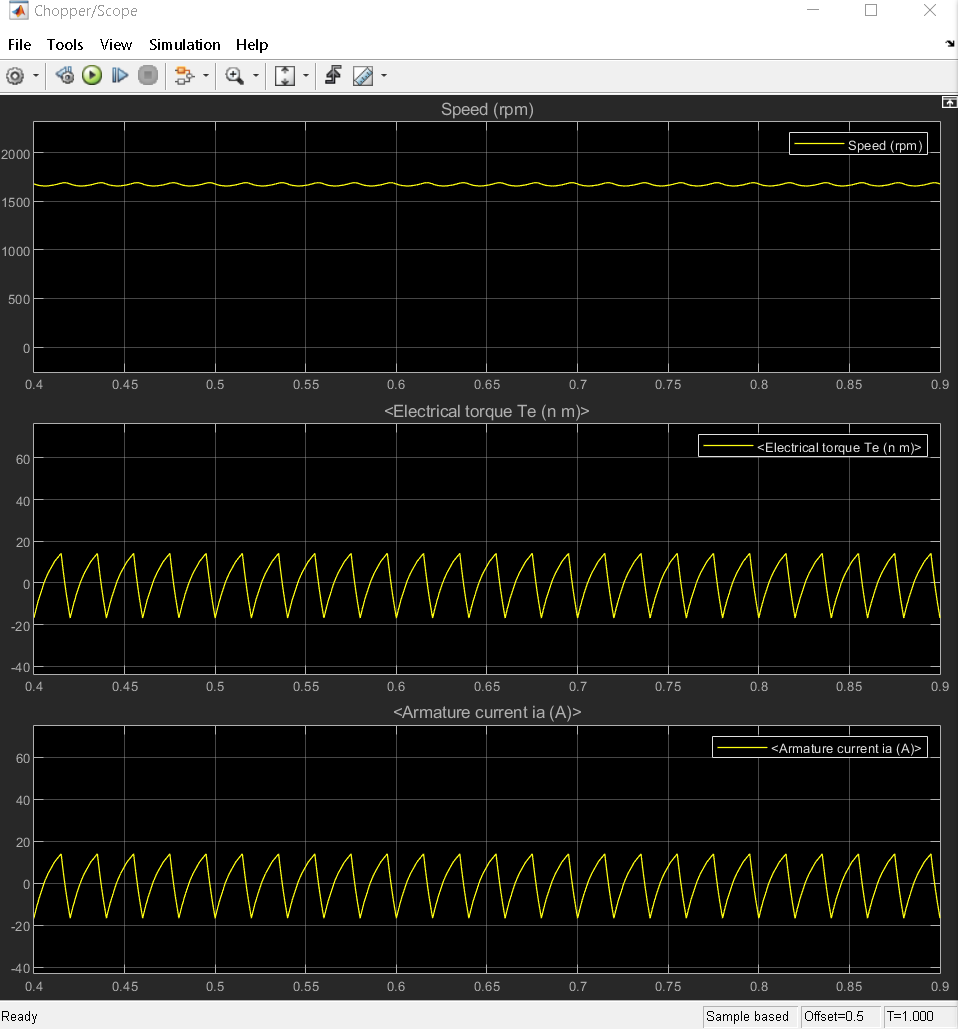 Chopper/Scope
File Tools View Simulation Help
Speed (rpm)
Speed (rpm)
2000
1500
1000
500
0
0.4 0.45 0.5 0.55 0.6 0.65 0.7 0.75 0.8 0.85 0.9
<Electrical torque Te (n m)>
<Electrical torque Te (n m)>
60
40
20
0
-20
-40
0.4 0.45 0.5 0.55 0.6 0.65 0.7 0.75 0.8 0.85 0.9
<Armature current ia (A)>
<Armature current ia (A)>
60
40
20
0
-20
-40
0.4 0.45 0.5 0.55 0.6 0.65 0.7 0.75 0.8 0.85 0.9
Ready Sample based Offset=0.5 T=1.000